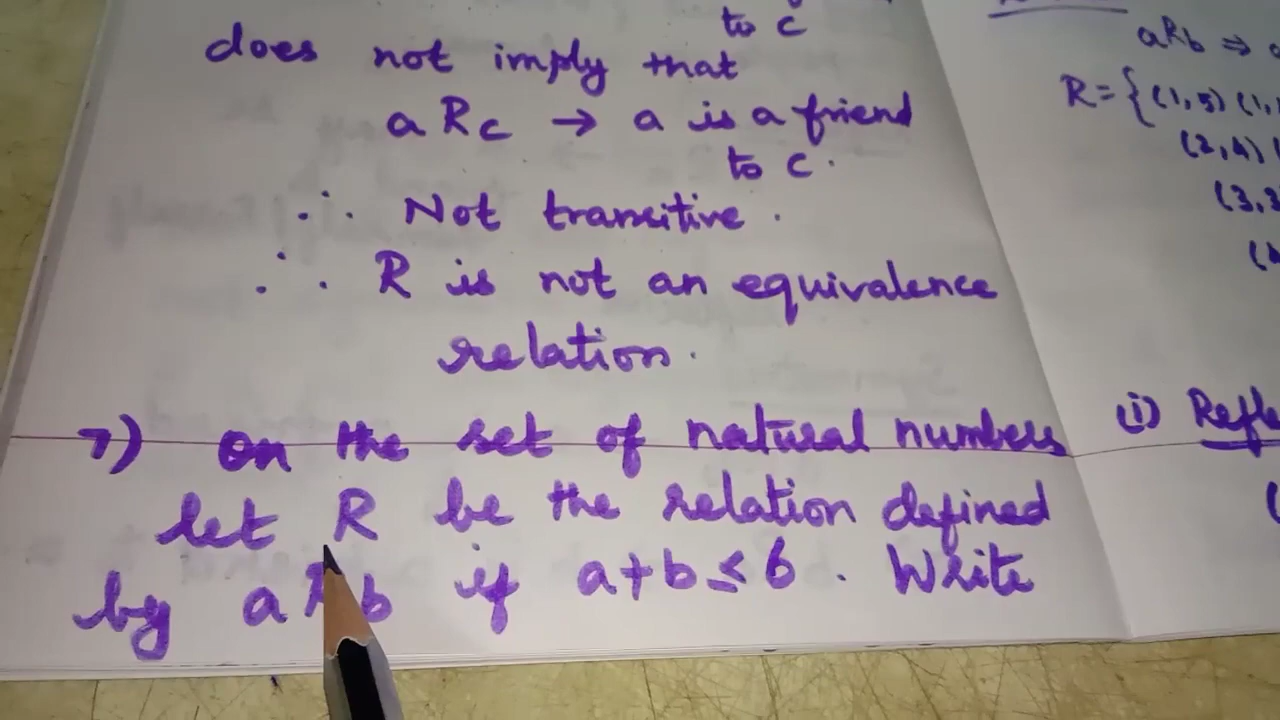 to c
does not imply that
a R c → a is a friend
to c.
∴ Not transitive.
∴ R is not an equivalence
relation.
7) on the set of natural numbers
let R be the relation defined
by a R b if a+b≤6. Write
aRb ⇒
R={(1,5) (1,
(2,4) (
(3,3
(i) Refle